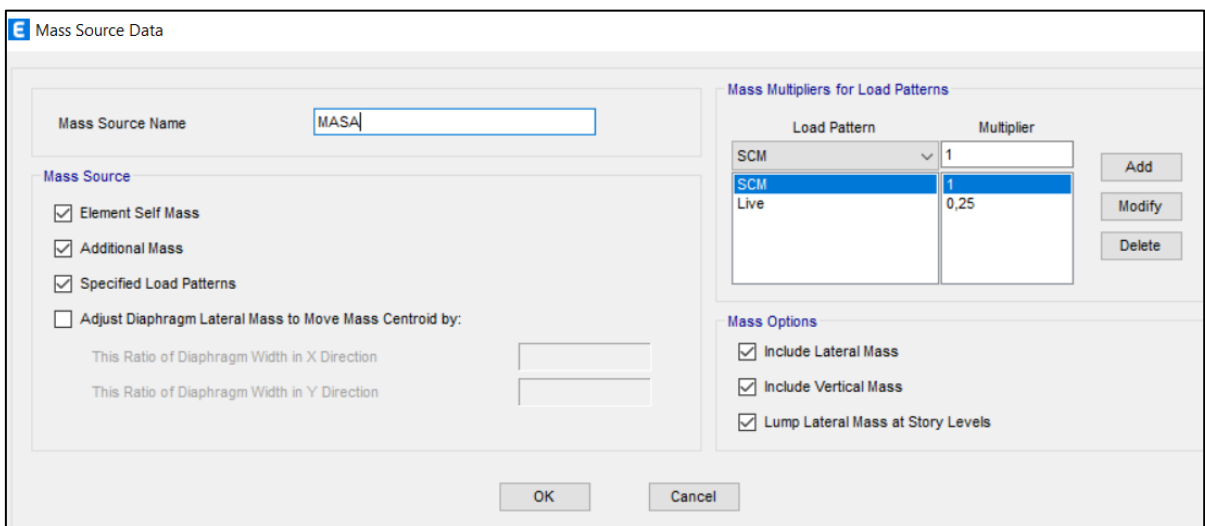 E Mass Source Data
Mass Source Name MASA
Mass Source
Element Self Mass
Additional Mass
Specified Load Patterns
Adjust Diaphragm Lateral Mass to Move Mass Centroid by:
This Ratio of Diaphragm Width in X Direction
This Ratio of Diaphragm Width in Y Direction
Mass Multipliers for Load Patterns
Load Pattern Multiplier
SCM 1
SCM 1
Live 0,25
Add
Modify
Delete
Mass Options
Include Lateral Mass
Include Vertical Mass
Lump Lateral Mass at Story Levels
OK Cancel